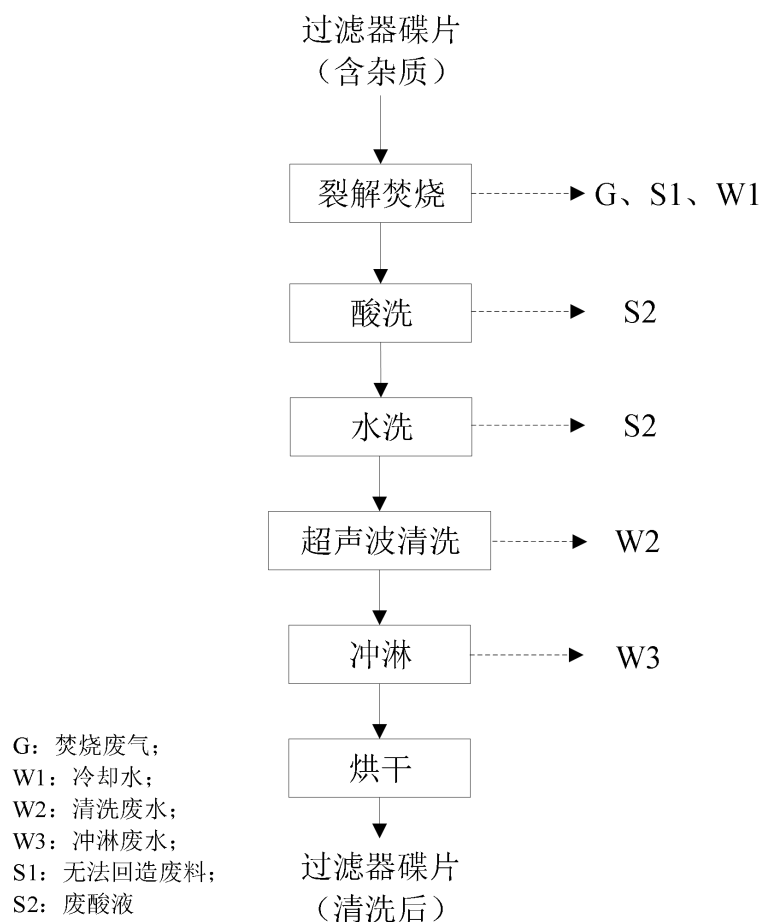 过滤器碟片
（含杂质）
裂解焚烧
G、S1、W1
酸洗
S2
水洗
S2
超声波清洗
W2
冲淋
W3
烘干
过滤器碟片
（清洗后）
G：焚烧废气；
W1：冷却水；
W2：清洗废水；
W3：冲淋废水；
S1：无法回造废料；
S2：废酸液